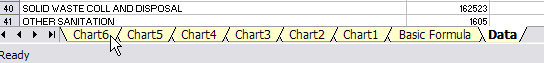 40 SOLID WASTE COLL AND DISPOSAL 162523
41 OTHER SANITATION 1605
Chart6 Chart5 Chart4 Chart3 Chart2 Chart1 Basic Formula Data
Ready